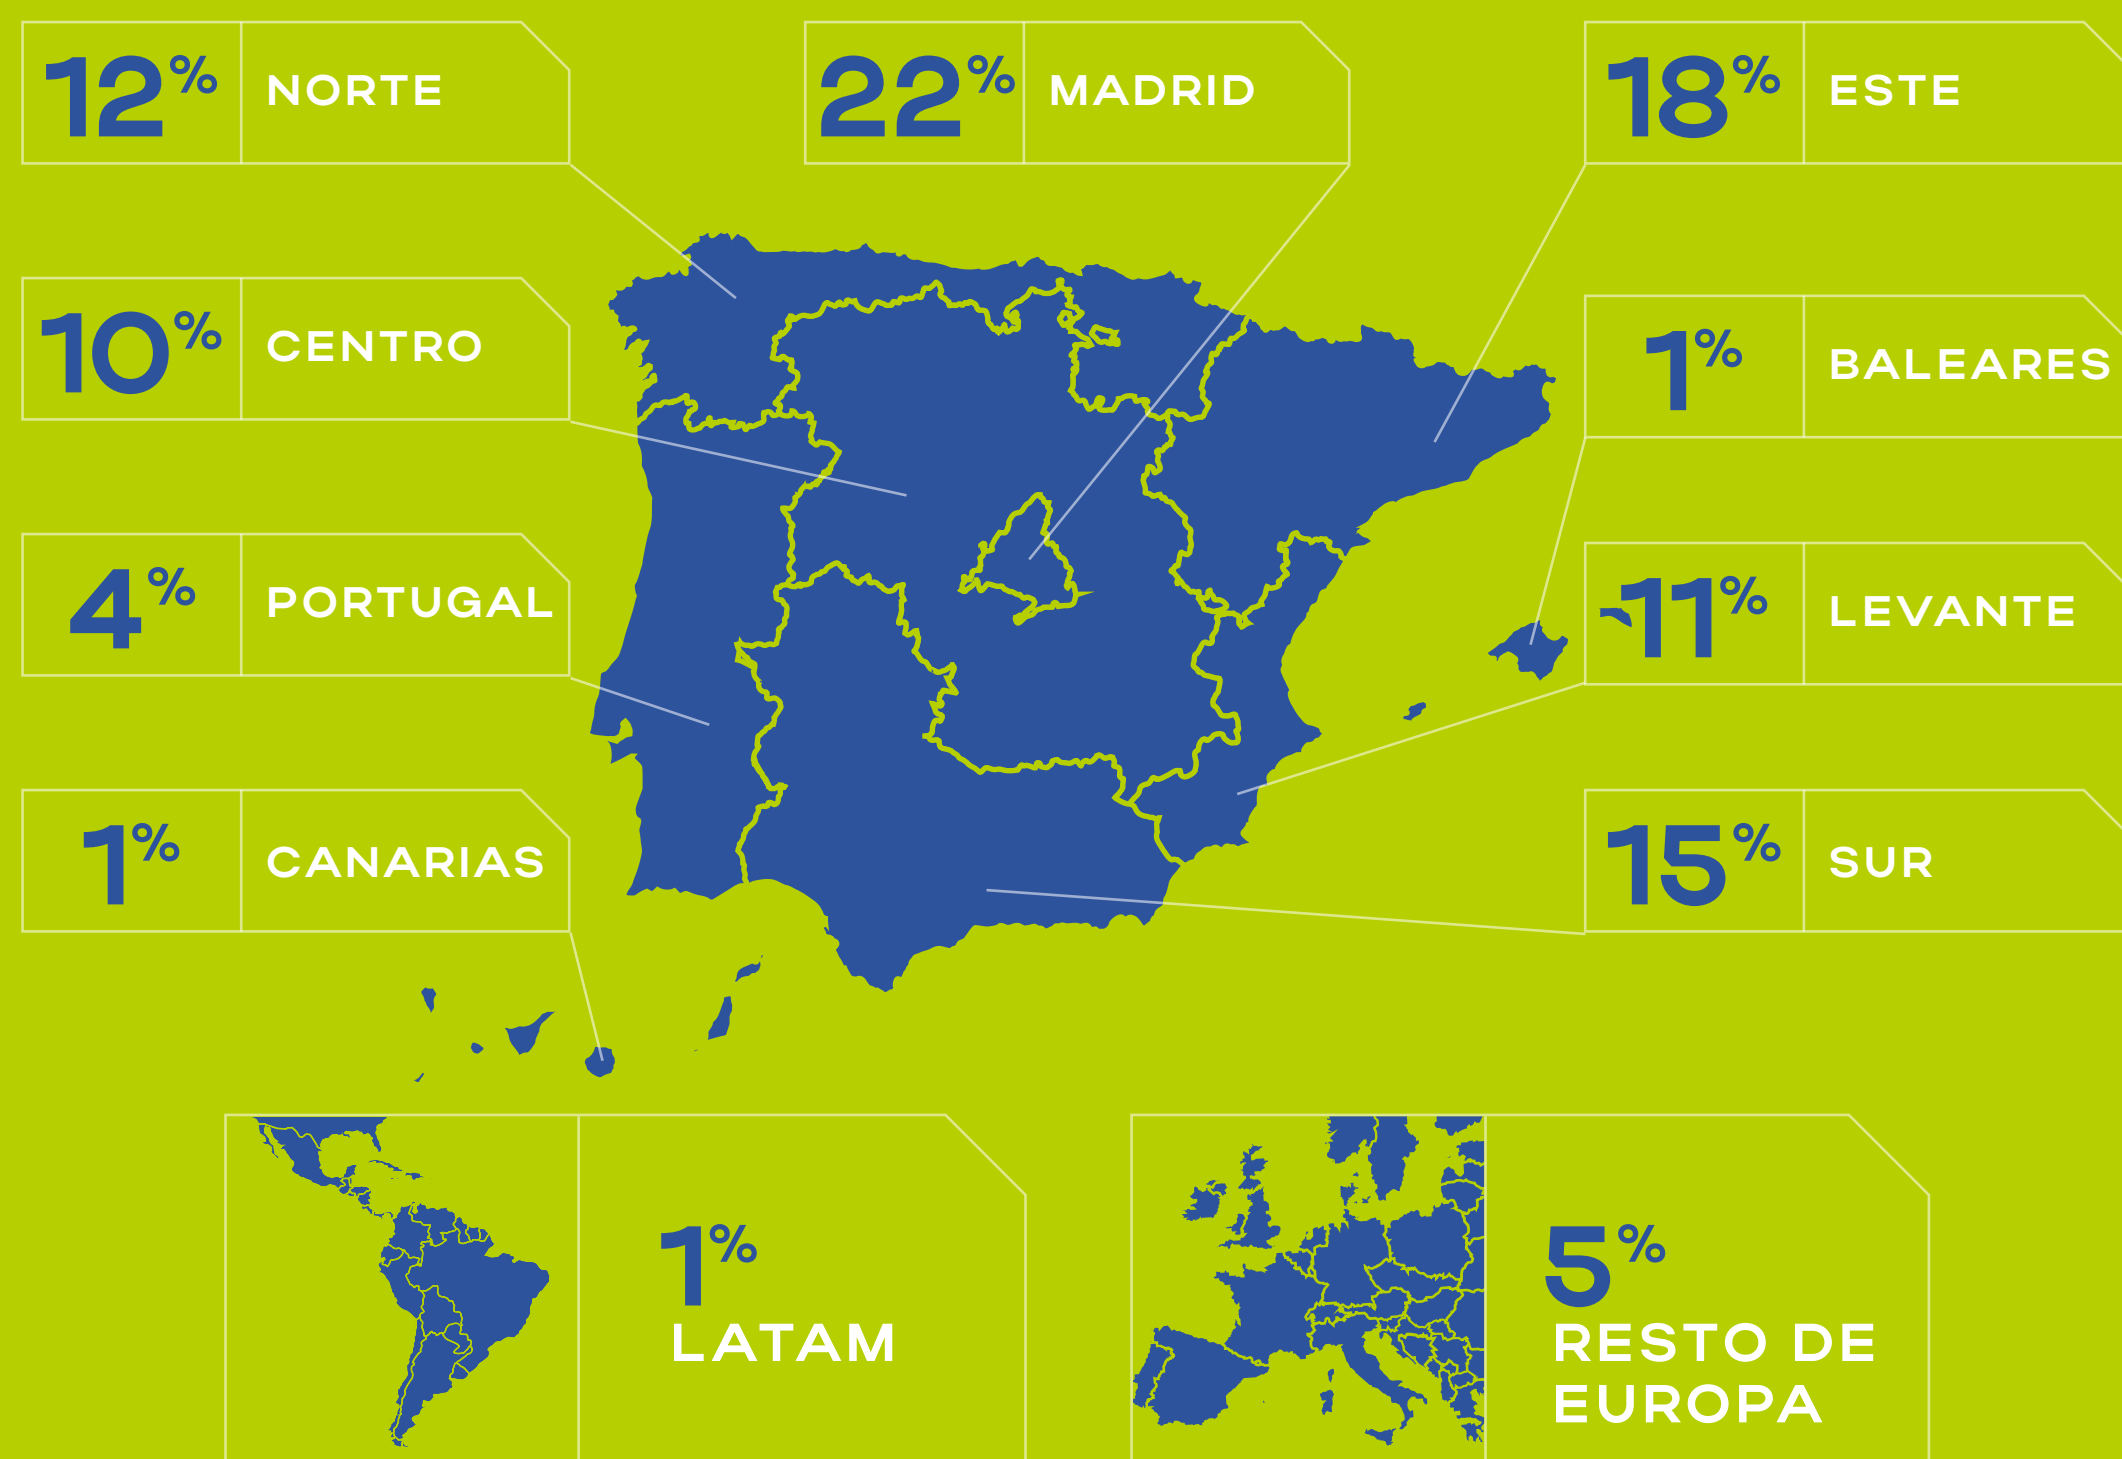 12% NORTE
22% MADRID
18% ESTE
10% CENTRO
1% BALEARES
4% PORTUGAL
11% LEVANTE
1% CANARIAS
15% SUR
1%
LATAM
5%
RESTO DE
EUROPA